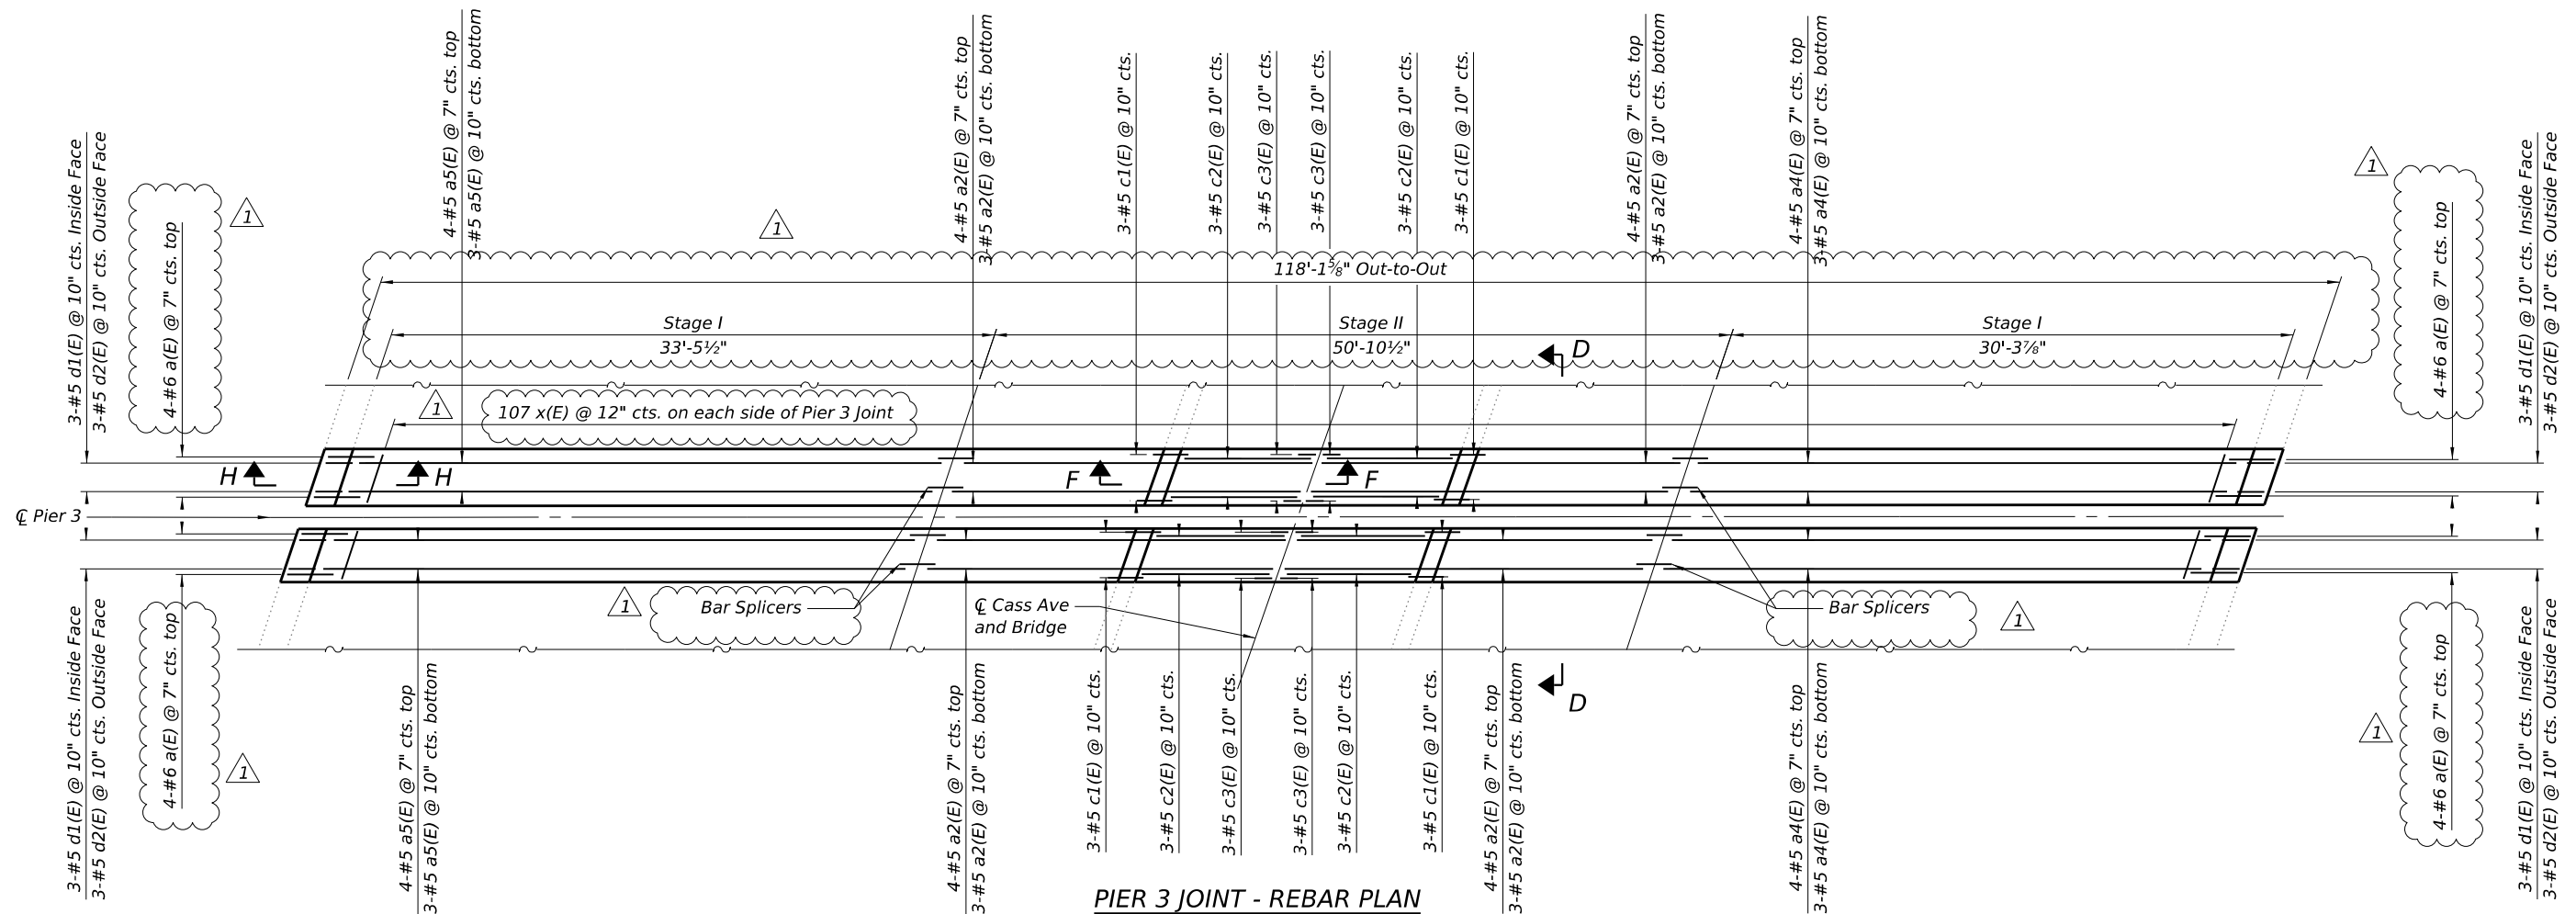 3-#5 d1(E) @ 10" cts. Inside Face
3-#5 d2(E) @ 10" cts. Outside Face
4-#6 a(E) @ 7" cts. top
1
4-#5 a5(E) @ 7" cts. top
3-#5 a5(E) @ 10" cts. bottom
1
4-#5 a2(E) @ 7" cts. top
3-#5 a2(E) @ 10" cts. bottom
3-#5 c1(E) @ 10" cts.
3-#5 c2(E) @ 10" cts.
3-#5 c3(E) @ 10" cts.
3-#5 c3(E) @ 10" cts.
3-#5 c2(E) @ 10" cts.
3-#5 c1(E) @ 10" cts.
4-#5 a2(E) @ 7" cts. top
3-#5 a2(E) @ 10" cts. bottom
4-#5 a4(E) @ 7" cts. top
3-#5 a4(E) @ 10" cts. bottom
1
4-#6 a(E) @ 7" cts. top
3-#5 d1(E) @ 10" cts. Inside Face
3-#5 d2(E) @ 10" cts. Outside Face
118'-1⅝" Out-to-Out
Stage I
33'-5½"
Stage II
50'-10½"
Stage I
30'-3⅞"
D
1
107 x(E) @ 12" cts. on each side of Pier 3 Joint
H
H
F
F
℄ Pier 3
1
Bar Splicers
℄ Cass Ave
and Bridge
Bar Splicers
1
D
3-#5 d1(E) @ 10" cts. Inside Face
3-#5 d2(E) @ 10" cts. Outside Face
4-#6 a(E) @ 7" cts. top
1
4-#5 a5(E) @ 7" cts. top
3-#5 a5(E) @ 10" cts. bottom
4-#5 a2(E) @ 7" cts. top
3-#5 a2(E) @ 10" cts. bottom
3-#5 c1(E) @ 10" cts.
3-#5 c2(E) @ 10" cts.
3-#5 c3(E) @ 10" cts.
3-#5 c3(E) @ 10" cts.
3-#5 c2(E) @ 10" cts.
3-#5 c1(E) @ 10" cts.
4-#5 a2(E) @ 7" cts. top
3-#5 a2(E) @ 10" cts. bottom
4-#5 a4(E) @ 7" cts. top
3-#5 a4(E) @ 10" cts. bottom
1
4-#6 a(E) @ 7" cts. top
3-#5 d1(E) @ 10" cts. Inside Face
3-#5 d2(E) @ 10" cts. Outside Face
PIER 3 JOINT - REBAR PLAN